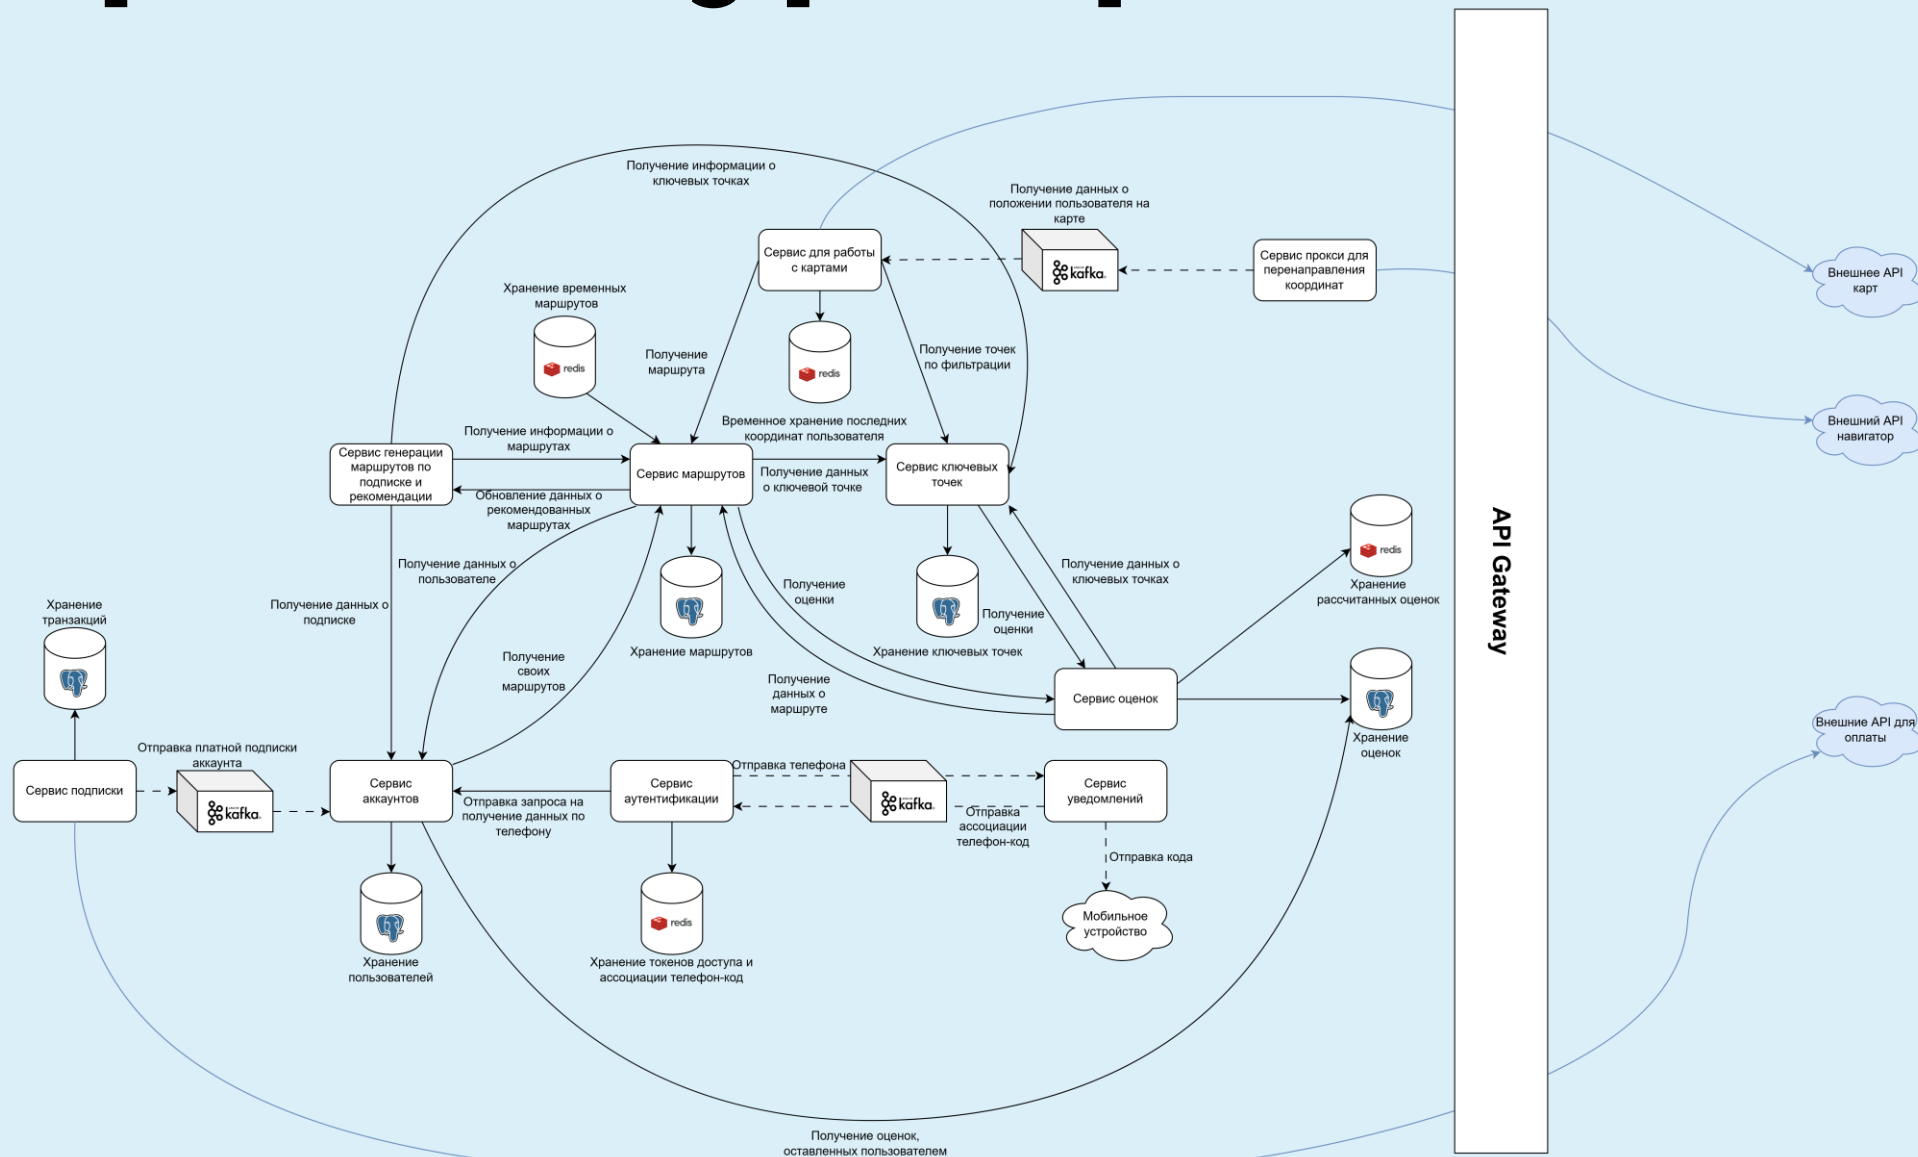 Получение информации о
ключевых точках
Получение данных о
положении пользователя на
карте
Сервис для работы
с картами
kafka.
Сервис прокси для
перенаправления
координат
Внешнее API
карт
Хранение временных
маршрутов
redis
Получение
маршрута
redis
Получение точек
по фильтрации
Временное хранение последних
координат пользователя
Внешний API
навигатор
Получение информации о
маршрутах
Сервис генерации
маршрутов по
подписке и
рекомендации
Сервис маршрутов
Получение данных
о ключевой точке
Сервис ключевых
точек
Обновление данных о
рекомендованных
маршрутах
API Gateway
redis
Хранение
рассчитанных оценок
Получение данных о
пользователе
Получение данных о
подписке
Получение
оценки
Получение данных о
ключевых точках
Получение
оценки
Хранение
транзакций
Хранение маршрутов
Хранение ключевых точек
Получение
своих
маршрутов
Получение
данных о
маршруте
Сервис оценок
Хранение
оценок
Внешние API для
оплаты
Отправка платной подписки
аккаунта
Сервис подписки
kafka.
Сервис
аккаунтов
Отправка запроса на
получение данных по
телефону
Сервис
аутентификации
Отправка телефона
kafka.
Отправка
ассоциации
телефон-код
Сервис
уведомлений
Отправка кода
Мобильное
устройство
Хранение
пользователей
redis
Хранение токенов доступа и
ассоциации телефон-код
Получение оценок,
оставленных пользователем